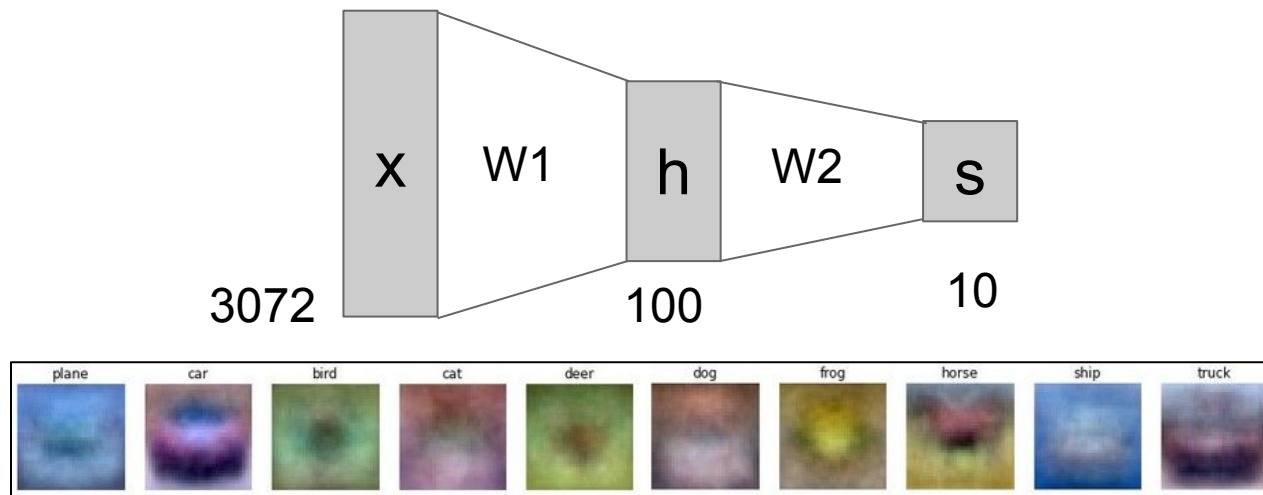 x W1 h W2 s
3072 100 10
plane car bird cat deer dog frog horse ship truck